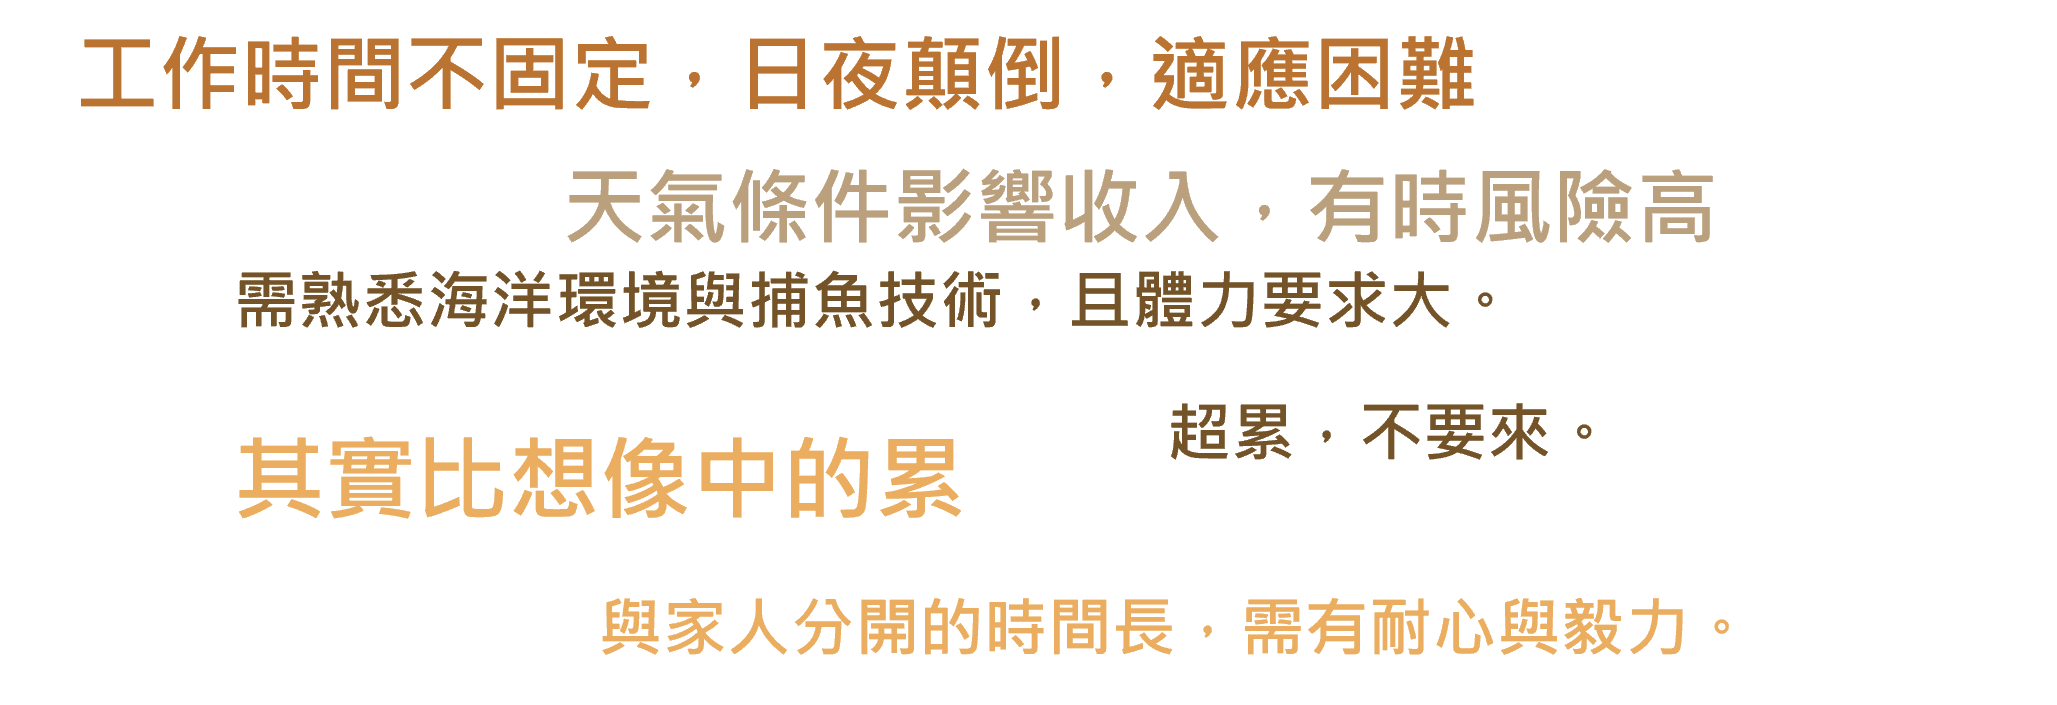 工作時間不固定，日夜顛倒，適應困難
天氣條件影響收入，有時風險高
需熟悉海洋環境與捕魚技術，且體力要求大。
超累，不要來。
其實比想像中的累
與家人分開的時間長，需有耐心與毅力。